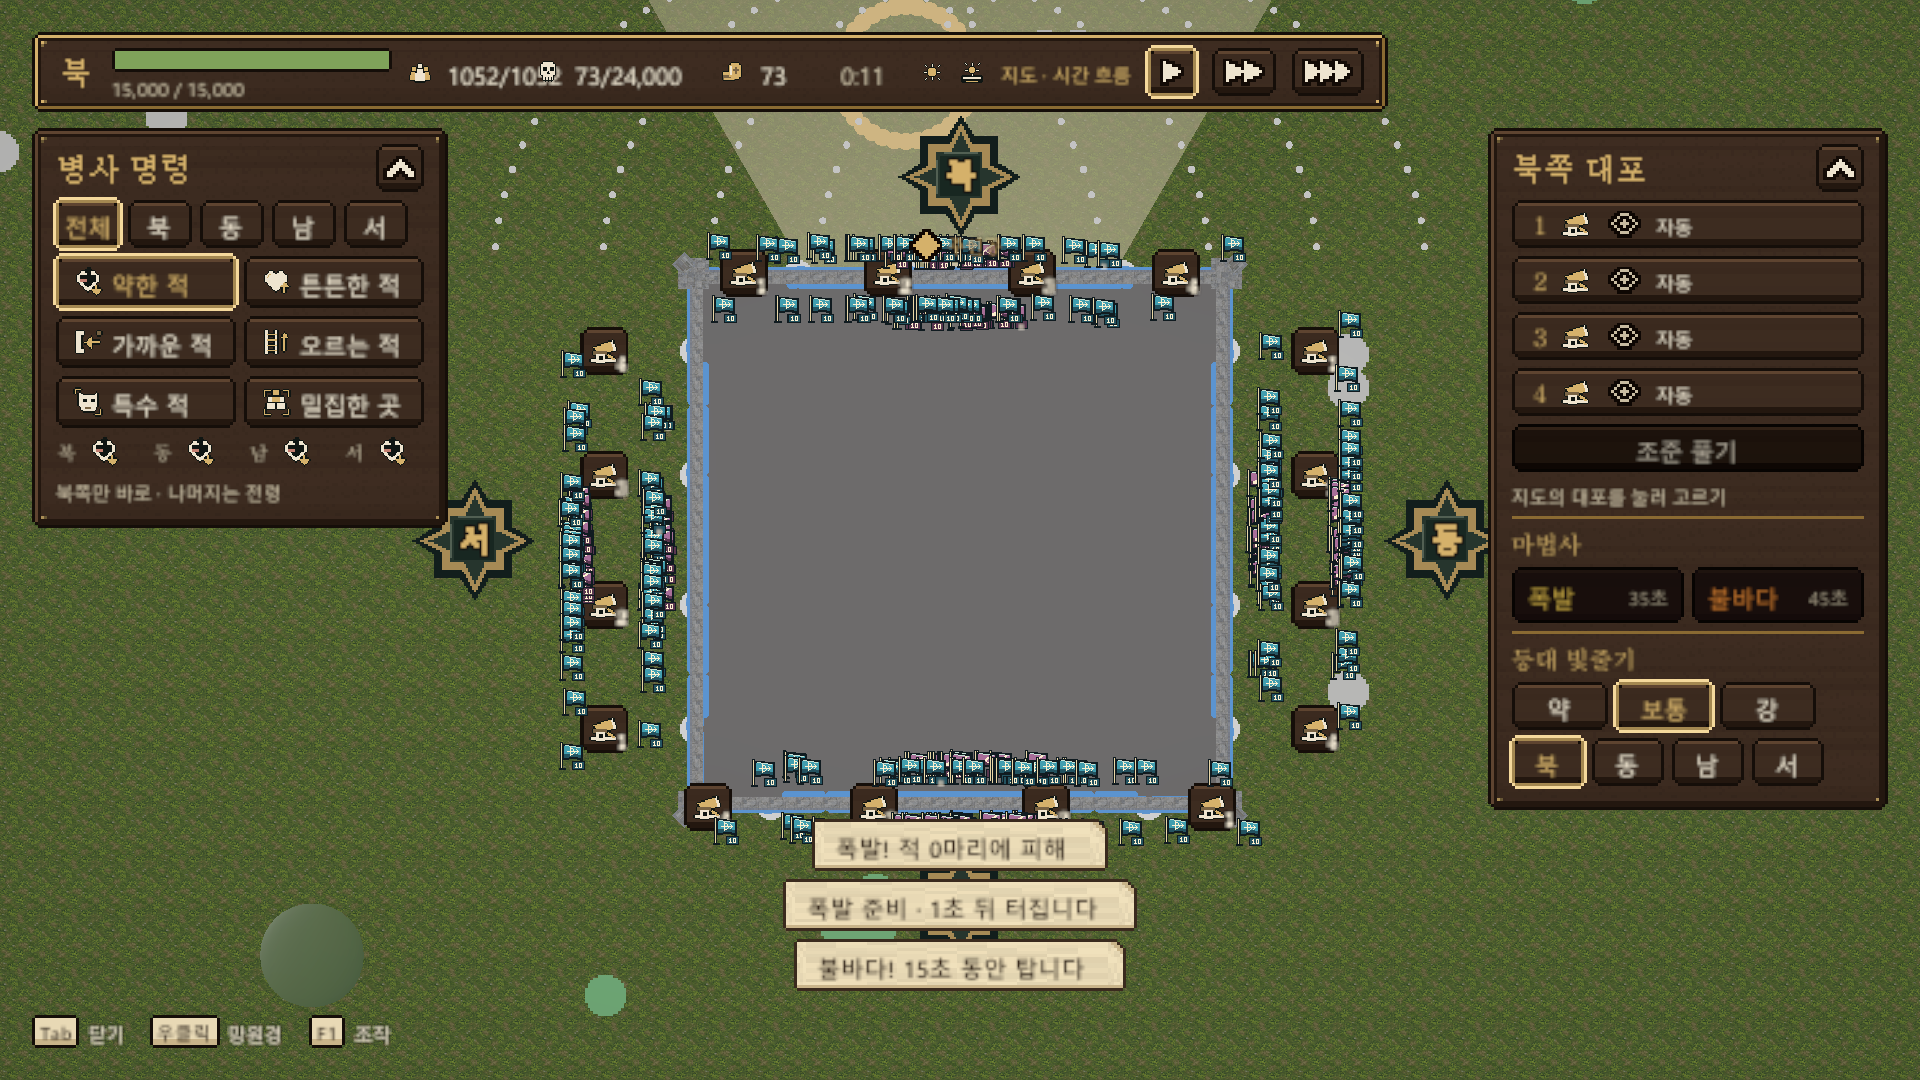 북
15,000 / 15,000
73/24,000
73
0:11
지도 · 시간 흐름
병사 명령
전체 북 동 남 서
약한 적 튼튼한 적
가까운 적 오르는 적
특수 적 밀집한 곳
북 동 남 서
북쪽만 바로 · 나머지는 전령
북
서
동
북쪽 대포
1 자동
2 자동
3 자동
4 자동
조준 풀기
지도의 대포를 눌러 고르기
마법사
폭발 35초 불바다 45초
등대 빛줄기
약 보통 강
북 동 남 서
폭발! 적 0마리에 피해
폭발 준비 · 1초 뒤 터집니다
불바다! 15초 동안 탑니다
Tab 닫기 우클릭 망원경 F1 조작